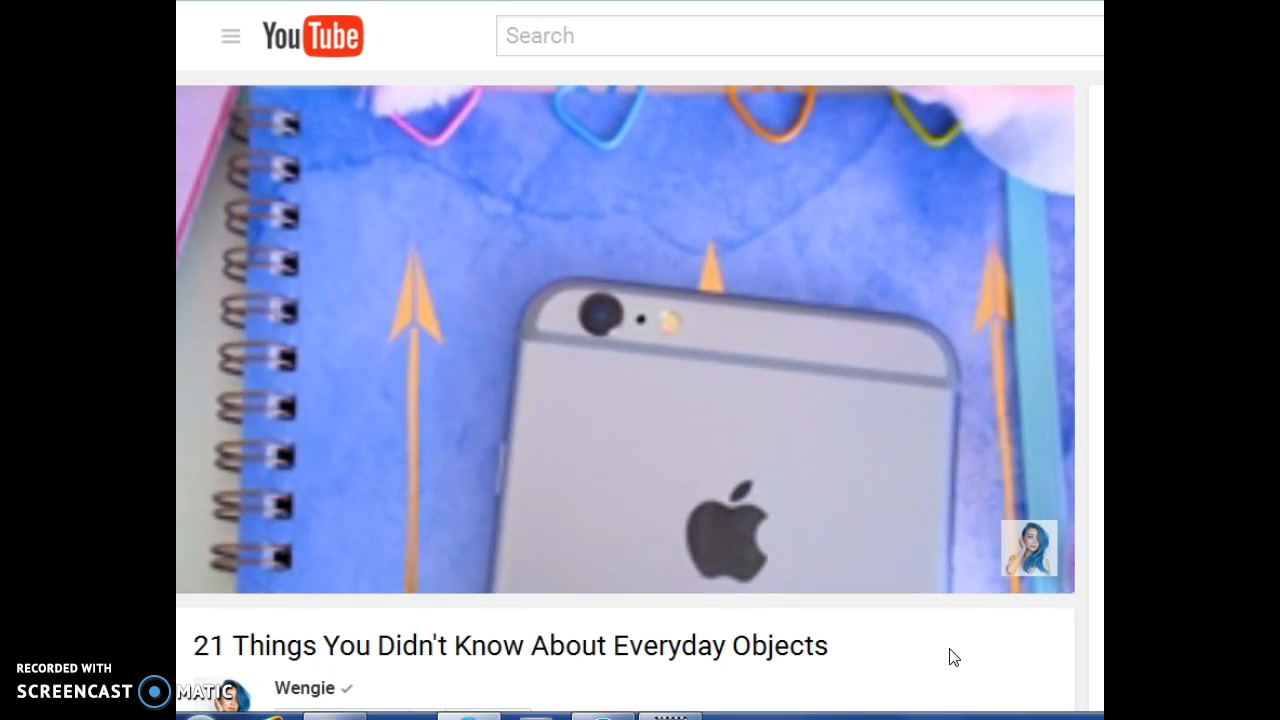 YouTube
Search
21 Things You Didn't Know About Everyday Objects
Wengie
RECORDED WITH
SCREENCAST MATIC